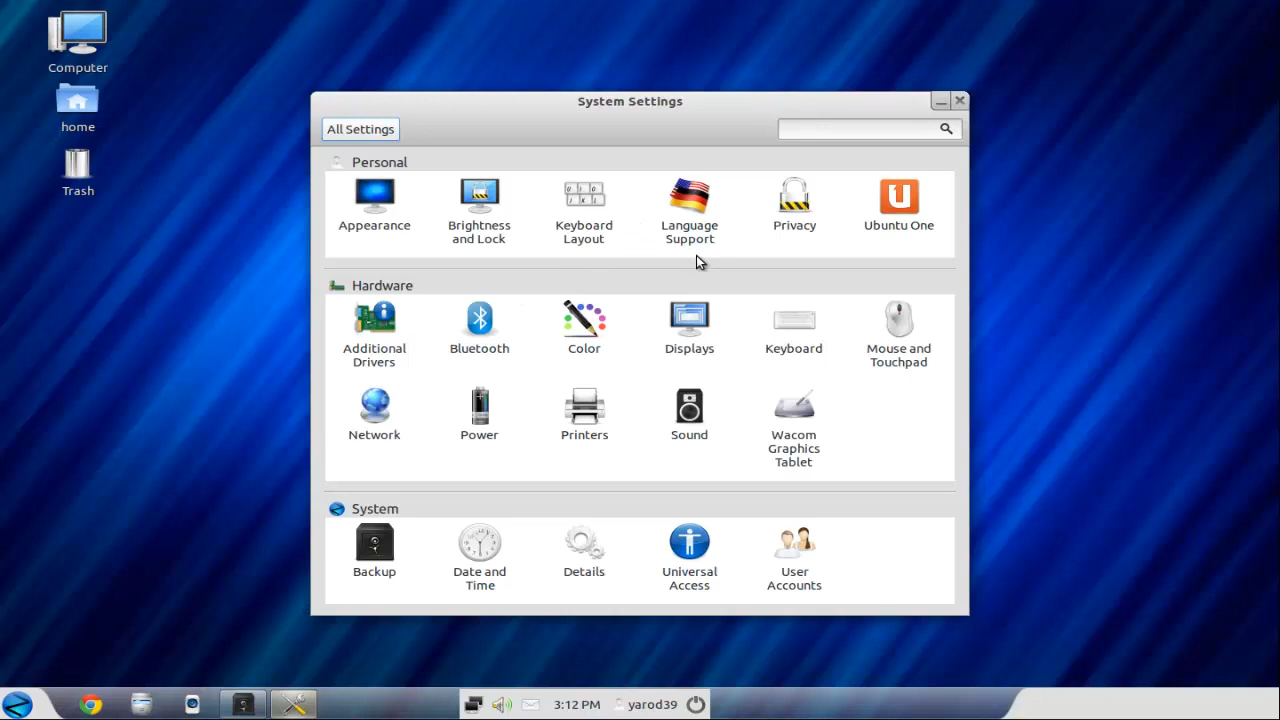 Computer
home
Trash
System Settings
All Settings
Personal
Appearance
Brightness
and Lock
Keyboard
Layout
Language
Support
Privacy
Ubuntu One
Hardware
Additional
Drivers
Bluetooth
Color
Displays
Keyboard
Mouse and
Touchpad
Network
Power
Printers
Sound
Wacom
Graphics
Tablet
System
Backup
Date and
Time
Details
Universal
Access
User
Accounts
3:12 PM
yarod39